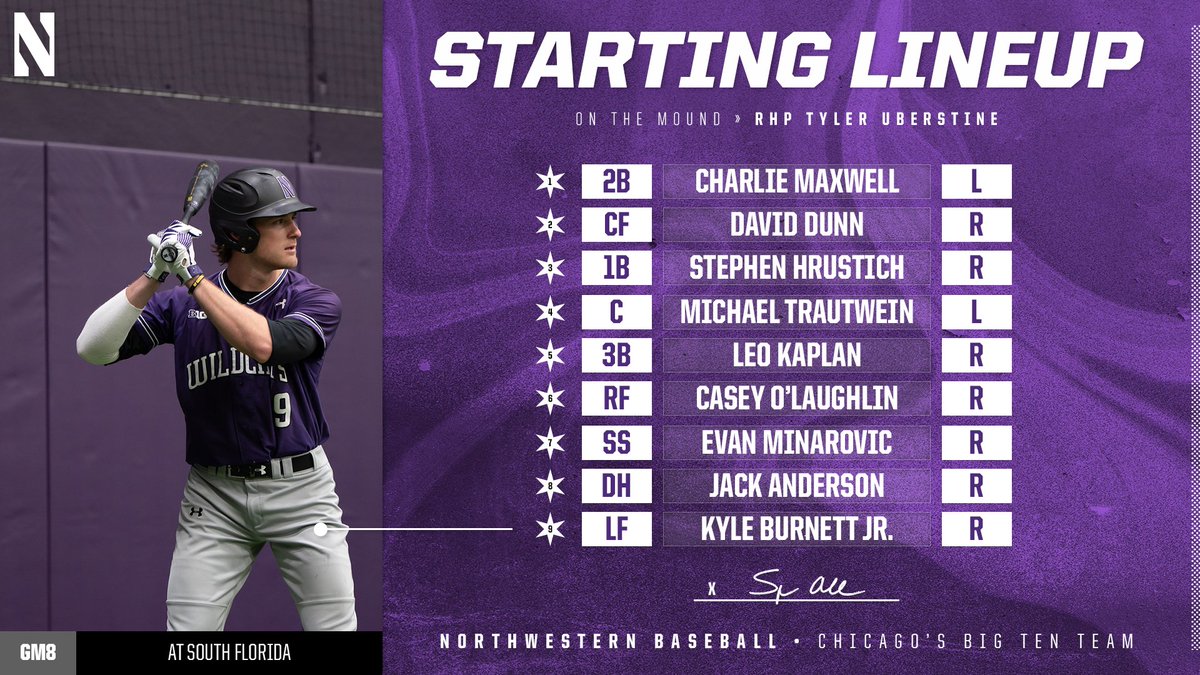 N
STARTING LINEUP
ON THE MOUND » RHP TYLER UBERSTINE
1 2B CHARLIE MAXWELL L
2 CF DAVID DUNN R
3 1B STEPHEN HRUSTICH R
4 C MICHAEL TRAUTWEIN L
5 3B LEO KAPLAN R
6 RF CASEY O'LAUGHLIN R
7 SS EVAN MINAROVIC R
8 DH JACK ANDERSON R
9 LF KYLE BURNETT JR. R
N
B1G
WILDCATS
9
X
GM8 AT SOUTH FLORIDA
NORTHWESTERN BASEBALL • CHICAGO'S BIG TEN TEAM